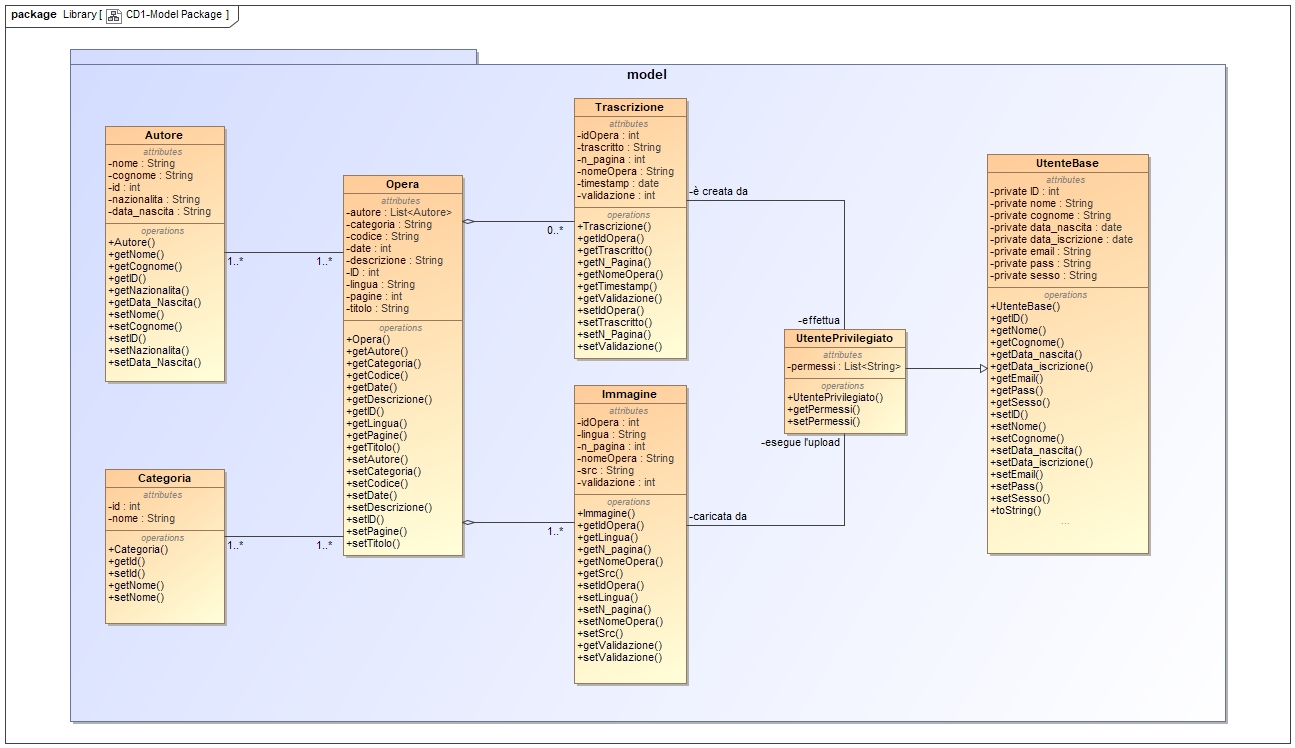 package Library [ CD1-Model Package ]
model
Autore
attributes
-nome : String
-cognome : String
-id : int
-nazionalita : String
-data_nascita : String
operations
+Autore()
+getNome()
+getCognome()
+getID()
+getNazionalita()
+getData_Nascita()
+setNome()
+setCognome()
+setID()
+setNazionalita()
+setData_Nascita()
1..*
1..*
Categoria
attributes
-id : int
-nome : String
operations
+Categoria()
+getId()
+setId()
+getNome()
+setNome()
1..*
1..*
Opera
attributes
-autore : List<Autore>
-categoria : String
-codice : String
-date : int
-descrizione : String
-ID : int
-lingua : String
-pagine : int
-titolo : String
operations
+Opera()
+getAutore()
+getCategoria()
+getCodice()
+getDate()
+getDescrizione()
+getID()
+getLingua()
+getPagine()
+getTitolo()
+setAutore()
+setCategoria()
+setCodice()
+setDate()
+setDescrizione()
+setID()
+setPagine()
+setTitolo()
0..*
1..*
Trascrizione
attributes
-idOpera : int
-trascritto : String
-n_pagina : int
-nomeOpera : String
-timestamp : date
-validazione : int
operations
+Trascrizione()
+getIdOpera()
+getTrascritto()
+getN_Pagina()
+getNomeOpera()
+getTimestamp()
+getValidazione()
+setIdOpera()
+setTrascritto()
+setN_Pagina()
+setValidazione()
Immagine
attributes
-idOpera : int
-lingua : String
-n_pagina : int
-nomeOpera : String
-src : String
-validazione : int
operations
+Immagine()
+getIdOpera()
+getLingua()
+getN_pagina()
+getNomeOpera()
+getSrc()
+setIdOpera()
+setLingua()
+setN_pagina()
+setNomeOpera()
+setSrc()
+getValidazione()
+setValidazione()
-è creata da
-effettua
UtentePrivilegiato
attributes
-permessi : List<String>
operations
+UtentePrivilegiato()
+getPermessi()
+setPermessi()
-esegue l'upload
-caricata da
UtenteBase
attributes
-private ID : int
-private nome : String
-private cognome : String
-private data_nascita : date
-private data_iscrizione : date
-private email : String
-private pass : String
-private sesso : String
operations
+UtenteBase()
+getID()
+getNome()
+getCognome()
+getData_nascita()
+getData_iscrizione()
+getEmail()
+getPass()
+getSesso()
+setID()
+setNome()
+setCognome()
+setData_nascita()
+setData_iscrizione()
+setEmail()
+setPass()
+setSesso()
+toString()
...